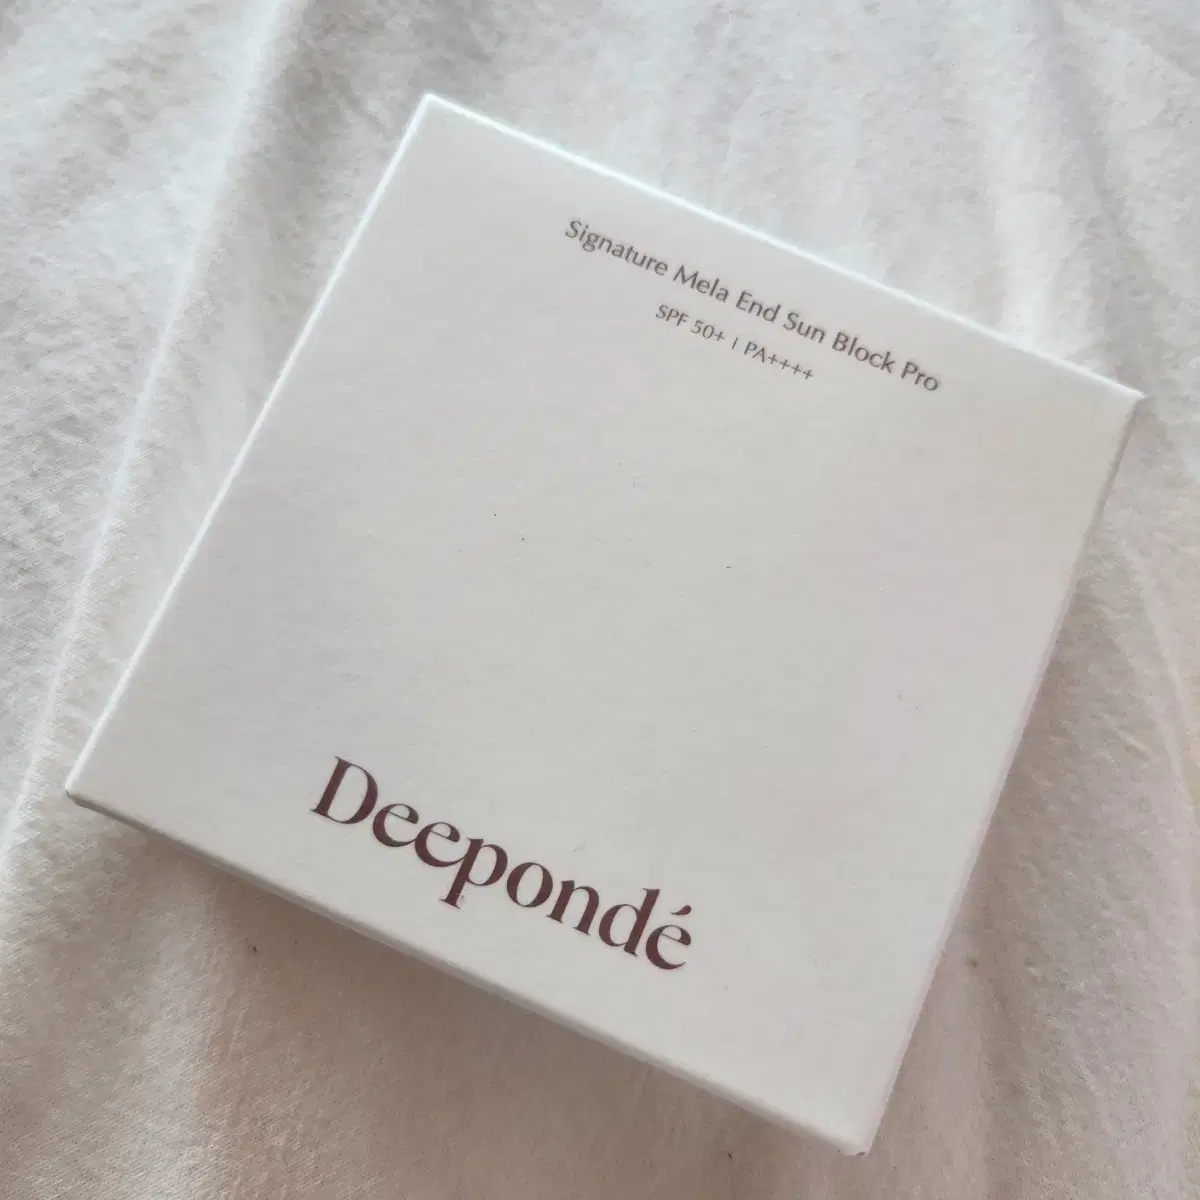 Signature Mela End Sun Block Pro
SPF 50+ | PA++++
Deepondé